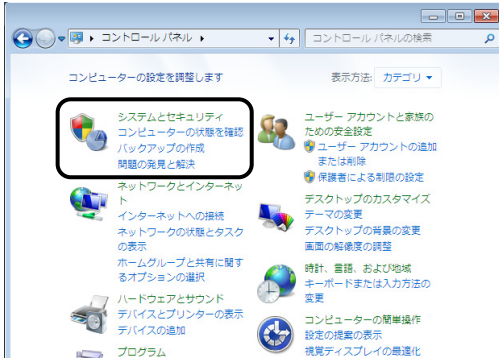 コントロール パネル
コントロール パネルの検索
コンピューターの設定を調整します
表示方法: カテゴリ
システムとセキュリティ
コンピューターの状態を確認
バックアップの作成
問題の発見と解決
ネットワークとインターネッ
ト
インターネットへの接続
ネットワークの状態とタスク
の表示
ホームグループと共有に関す
るオプションの選択
ハードウェアとサウンド
デバイスとプリンターの表示
デバイスの追加
プログラム
ユーザー アカウントと家族の
ための安全設定
ユーザー アカウントの追加
または削除
保護者による制限の設定
デスクトップのカスタマイズ
テーマの変更
デスクトップの背景の変更
画面の解像度の調整
時計、言語、および地域
キーボードまたは入力方法の
変更
コンピューターの簡単操作
設定の提案の表示
視覚ディスプレイの最適化